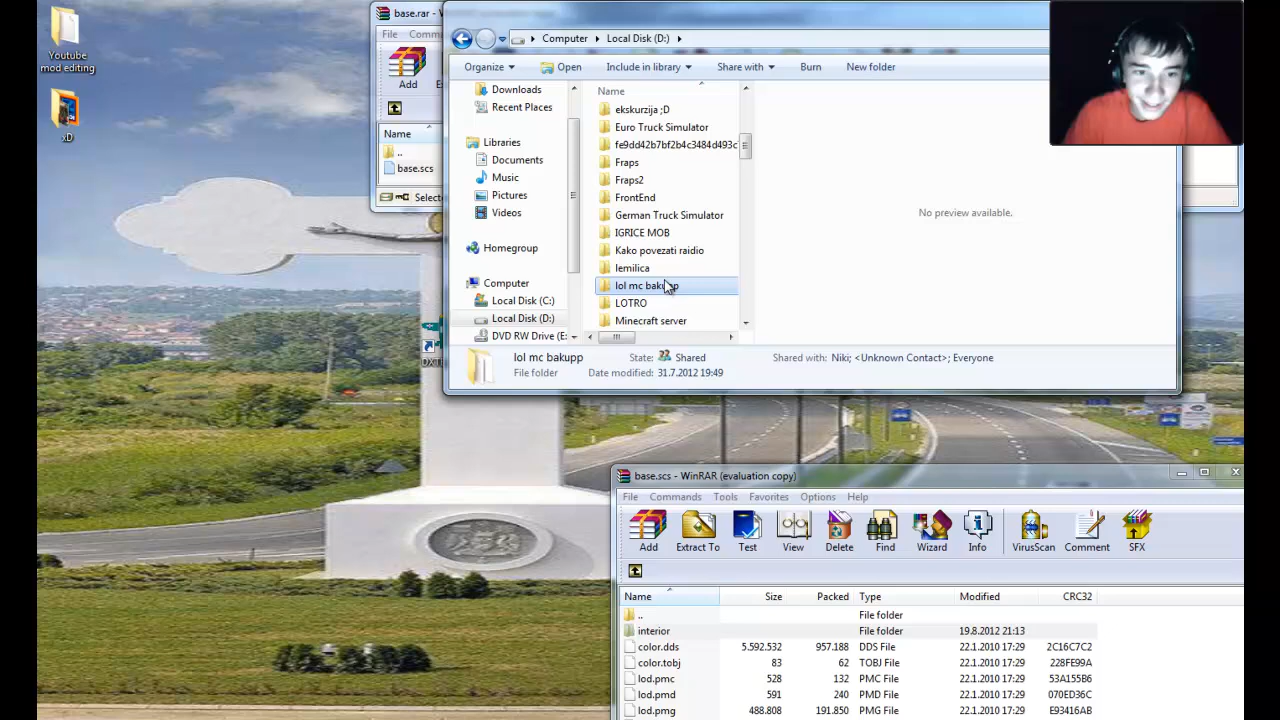 Youtube
mod editing
;D
base.rar - W
File
Comm
Add
Name
..
base.scs
Computer
Local Disk (D:)
Organize
Open
Include in library
Share with
Burn
New folder
Downloads
Recent Places
Libraries
Documents
Music
Pictures
Videos
Homegroup
Computer
Local Disk (C:)
Local Disk (D:)
DVD RW Drive (E:
Name
ekskurzija ;D
Euro Truck Simulator
fe9dd42b7bf2b4c3484d493c
Fraps
Fraps2
FrontEnd
German Truck Simulator
IGRICE MOB
Kako povezati raidio
lemilica
lol mc bakupp
LOTRO
Minecraft server
No preview available.
lol mc bakupp
State: Shared
Shared with: Niki; <Unknown Contact>; Everyone
File folder
Date modified: 31.7.2012 19:49
base.scs - WinRAR (evaluation copy)
File Commands Tools Favorites Options Help
Add Extract To Test View Delete Find Wizard Info VirusScan Comment SFX
Name Size Packed Type Modified CRC32
.. File folder
interior File folder 19.8.2012 21:13
color.dds 5.592.532 957.188 DDS File 22.1.2010 17:29 2C16C7C2
color.tobj 83 62 TOBJ File 22.1.2010 17:29 228FE99A
lod.pmc 528 132 PMC File 22.1.2010 17:29 53A155B6
lod.pmd 591 240 PMD File 22.1.2010 17:29 070ED36C
lod.pmg 488.808 191.850 PMG File 22.1.2010 17:29 E93416AB